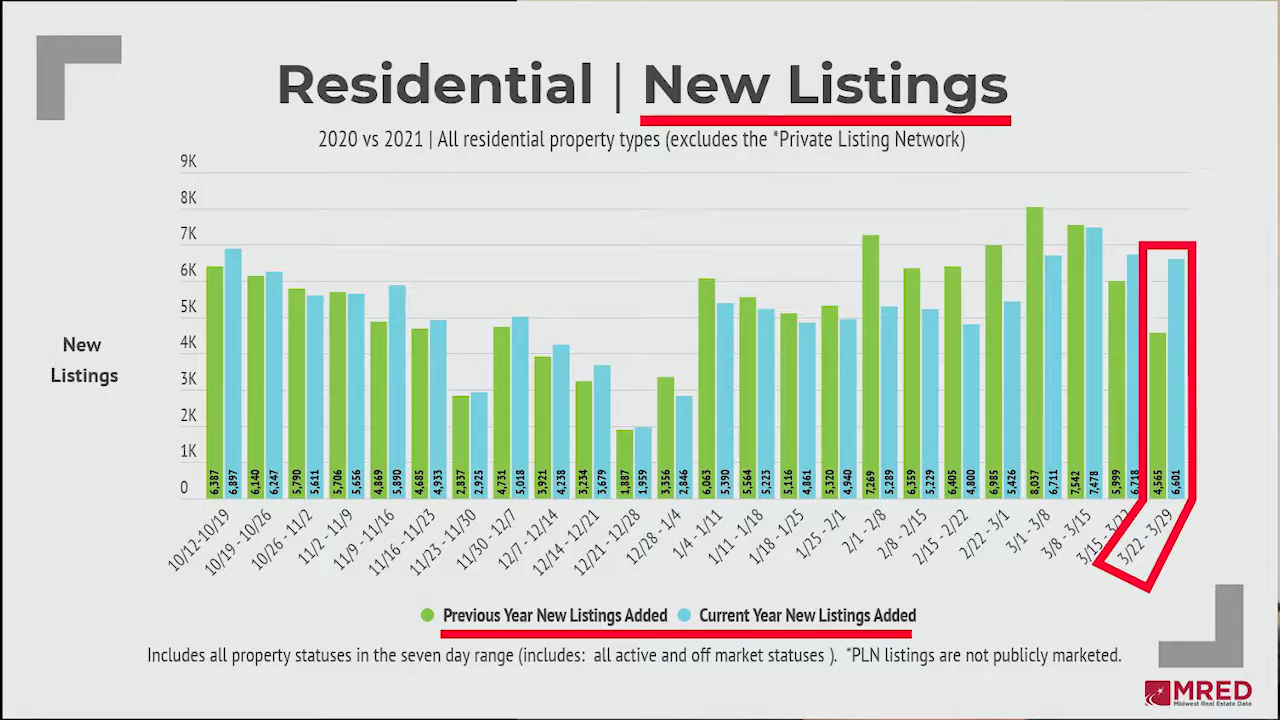 Residential | New Listings
2020 vs 2021 | All residential property types (excludes the *Private Listing Network)
9K
8K
7K
6K
5K
4K
3K
2K
1K
0
New
Listings
6,387 6,897 6,140 6,247 5,790 5,611 5,706 5,656 4,869 5,890 4,685 4,933 2,837 2,925 4,731 5,018 3,921 4,238 3,234 3,679 1,887 1,959 3,356 2,846 6,063 5,390 5,564 5,223 5,116 4,861 5,320 4,940 7,269 5,289 6,359 5,229 6,405 4,800 6,985 5,426 8,037 6,711 7,542 7,478 5,999 6,718 4,565 6,601
10/12-10/19 10/19 - 10/26 10/26 - 11/2 11/2 - 11/9 11/9 - 11/16 11/16 - 11/23 11/23 - 11/30 11/30 - 12/7 12/7 - 12/14 12/14 - 12/21 12/21 - 12/28 12/28 - 1/4 1/4 - 1/11 1/11 - 1/18 1/18 - 1/25 1/25 - 2/1 2/1 - 2/8 2/8 - 2/15 2/15 - 2/22 2/22 - 3/1 3/1 - 3/8 3/8 - 3/15 3/15 - 3/22 3/22 - 3/29
Previous Year New Listings Added Current Year New Listings Added
Includes all property statuses in the seven day range (includes: all active and off market statuses ). *PLN listings are not publicly marketed.
MRED
Midwest Real Estate Data